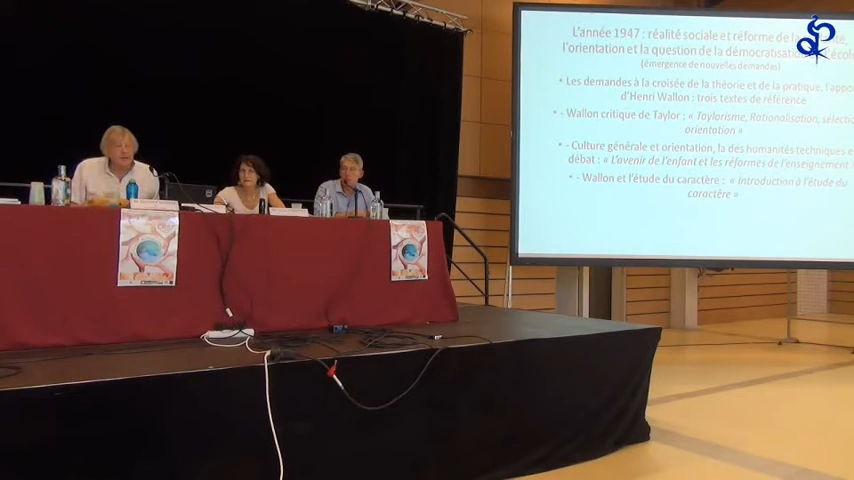 L'année 1947 : réalité sociale et réforme de la
l'orientation et la question de la démocratisation de l'école
(émergence de nouvelles demandes)
• - Les demandes à la croisée de la théorie et de la pratique, l'apport
d'Henri Wallon : trois textes de référence.
• - Wallon critique de Taylor : « Taylorisme, Rationalisation, sélection
orientation »
• - Culture générale et orientation, la des humanités techniques en
débat : « L'avenir de l'enfant et les réformes de l'enseignement
• - Wallon et l'étude du caractère : « Introduction à l'étude du
caractère »